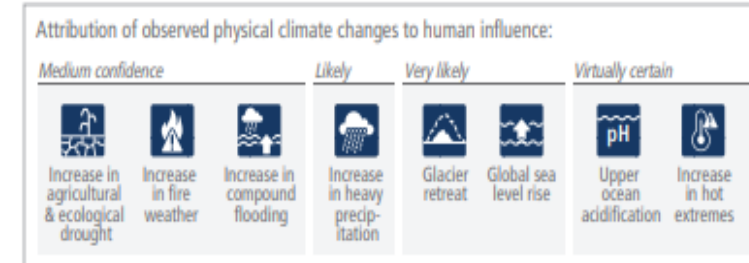 Attribution of observed physical climate changes to human influence:
Medium confidence
Likely
Very likely
Virtually certain
pH
Increase in
agricultural
& ecological
drought
Increase
in fire
weather
Increase in
compound
flooding
Increase
in heavy
precip-
itation
Glacier
retreat
Global sea
level rise
Upper
ocean
acidification
Increase
in hot
extremes